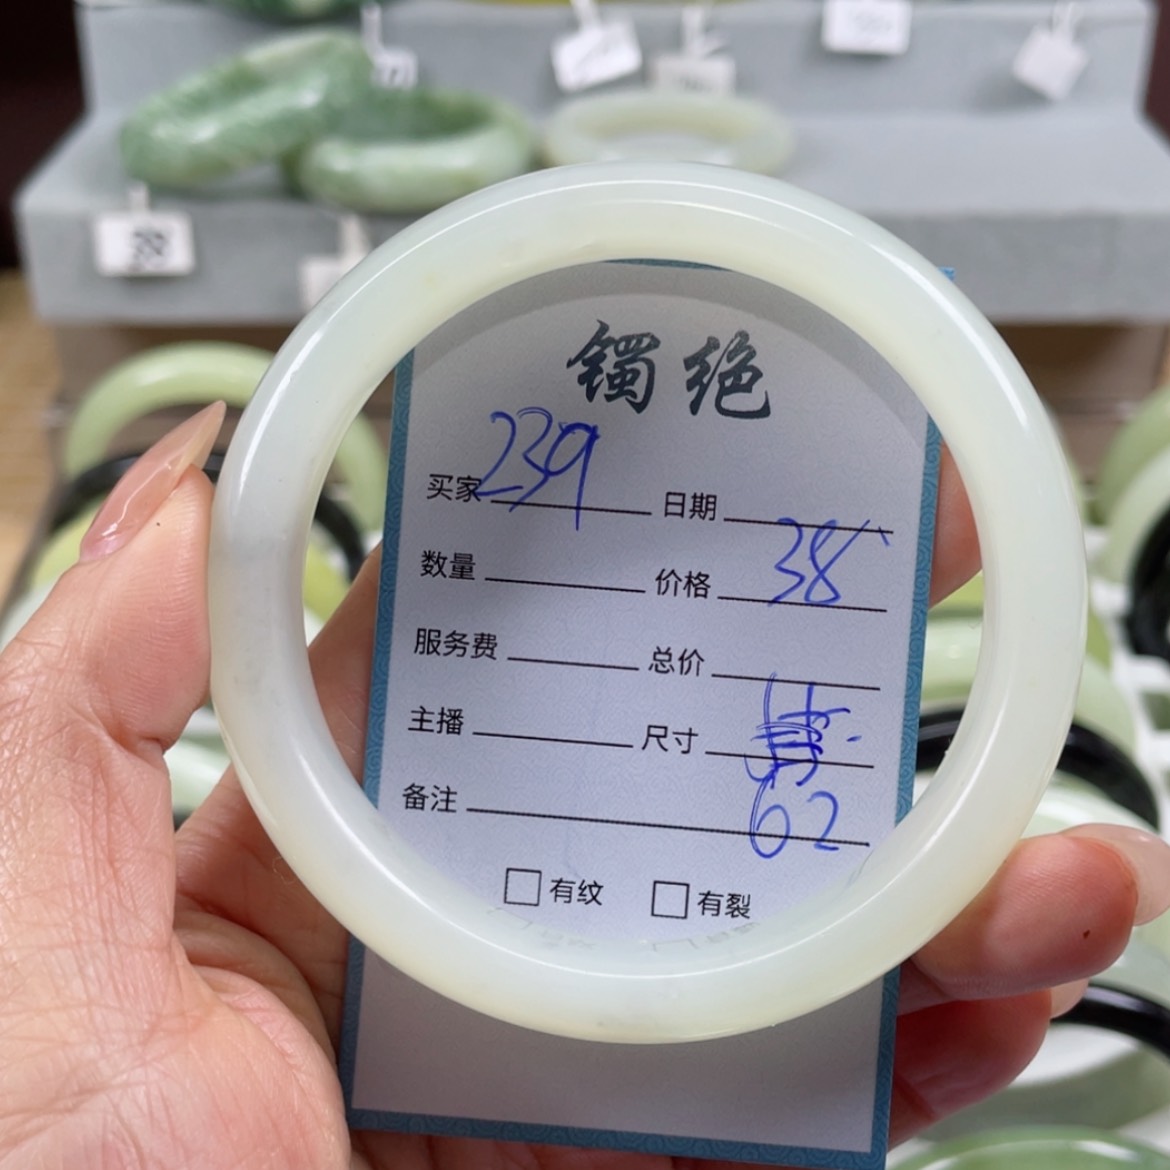 镯绝
买家 239 日期
数量 价格 38
服务费 总价
主播 尺寸
备注 62
有纹 有裂